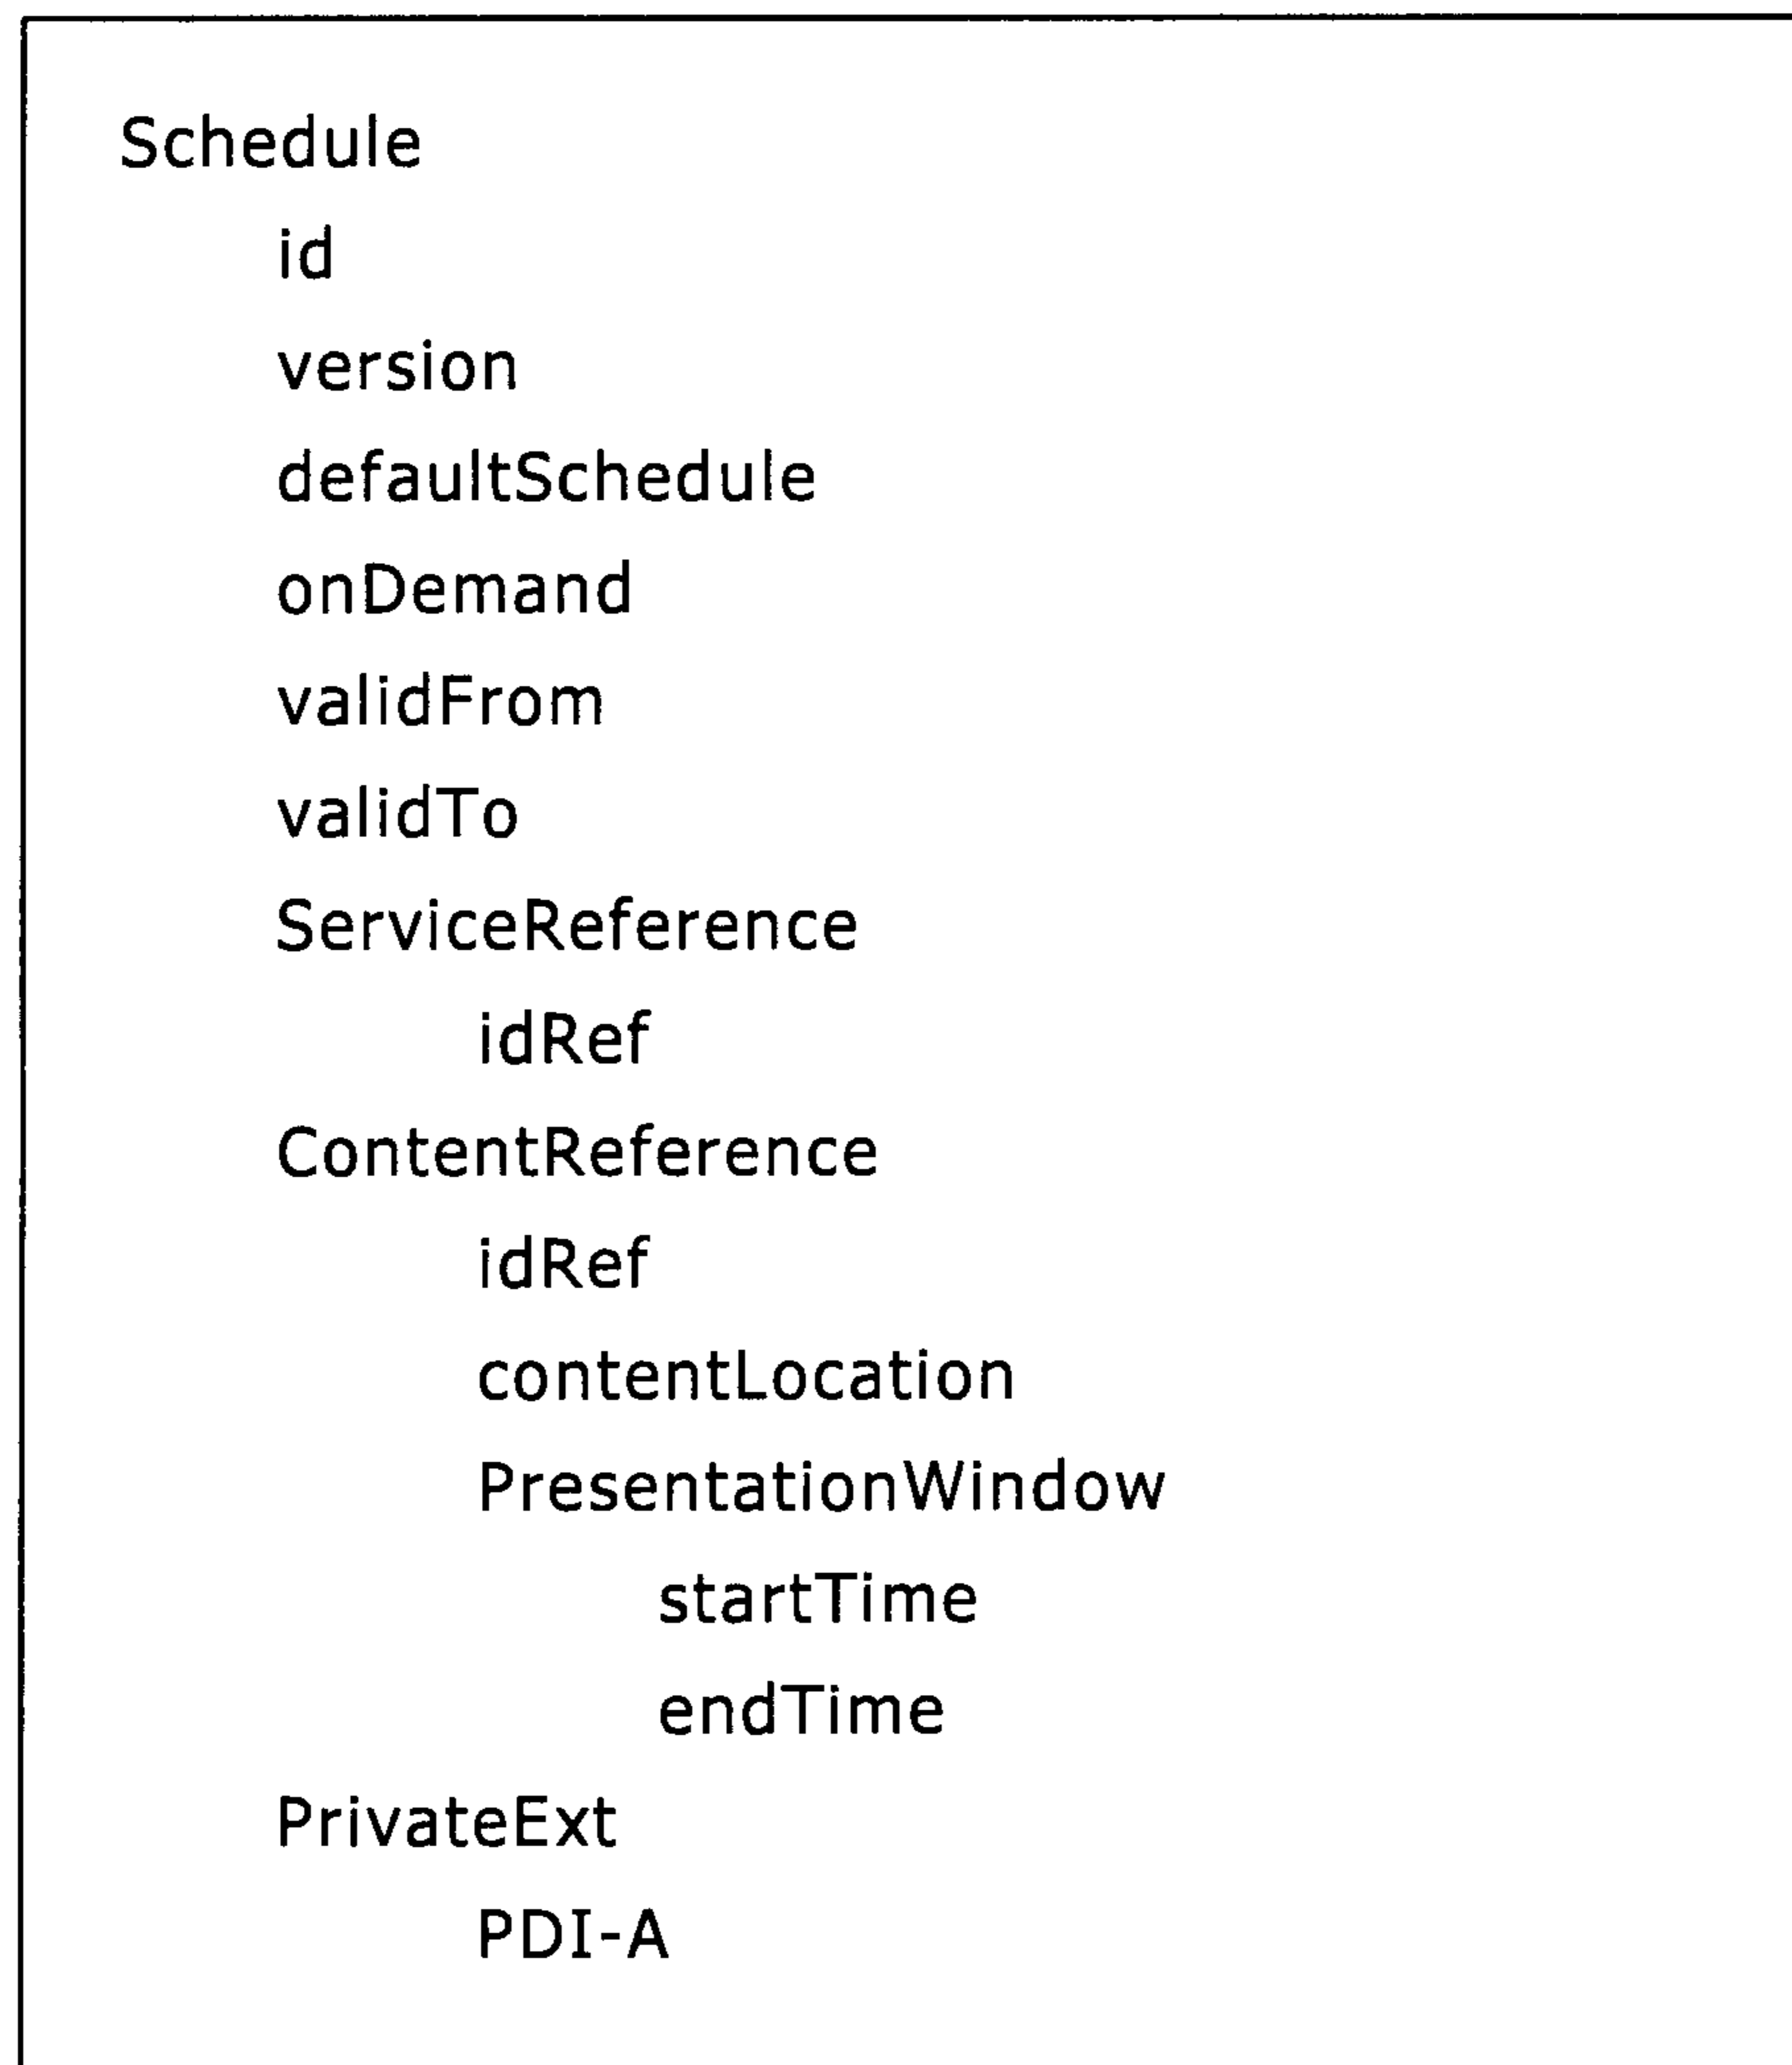 Schedule
id
version
defaultSchedule
onDemand
validFrom
validTo
ServiceReference
idRef
ContentReference
idRef
contentLocation
PresentationWindow
startTime
endTime
PrivateExt
PDI-A